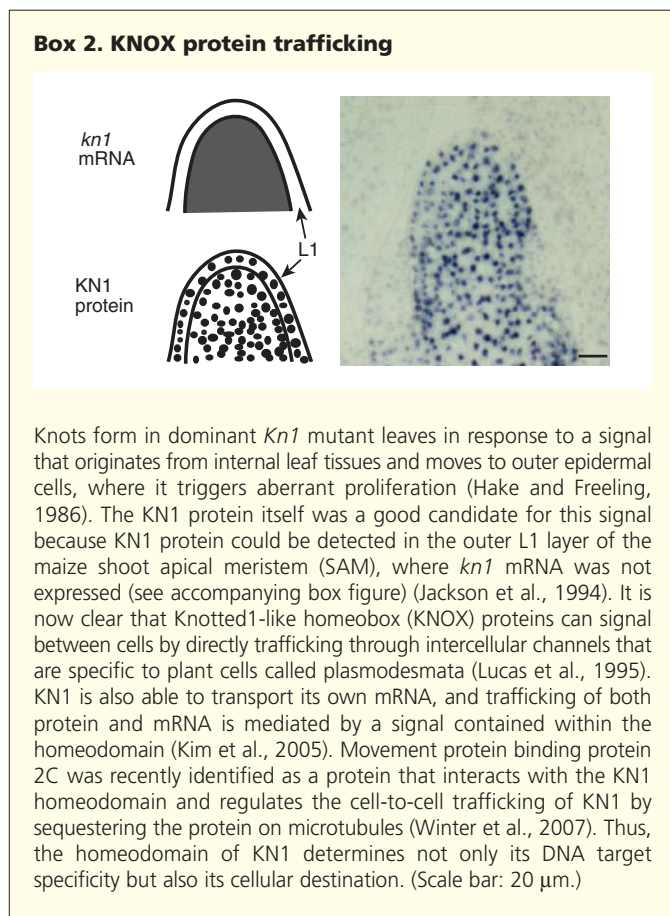 Box 2. KNOX protein trafficking
kn1
mRNA
L1
KN1
protein
Knots form in dominant Kn1 mutant leaves in response to a signal
that originates from internal leaf tissues and moves to outer epidermal
cells, where it triggers aberrant proliferation (Hake and Freeling,
1986). The KN1 protein itself was a good candidate for this signal
because KN1 protein could be detected in the outer L1 layer of the
maize shoot apical meristem (SAM), where kn1 mRNA was not
expressed (see accompanying box figure) (Jackson et al., 1994). It is
now clear that Knotted1-like homeobox (KNOX) proteins can signal
between cells by directly trafficking through intercellular channels that
are specific to plant cells called plasmodesmata (Lucas et al., 1995).
KN1 is also able to transport its own mRNA, and trafficking of both
protein and mRNA is mediated by a signal contained within the
homeodomain (Kim et al., 2005). Movement protein binding protein
2C was recently identified as a protein that interacts with the KN1
homeodomain and regulates the cell-to-cell trafficking of KN1 by
sequestering the protein on microtubules (Winter et al., 2007). Thus,
the homeodomain of KN1 determines not only its DNA target
specificity but also its cellular destination. (Scale bar: 20 μm.)